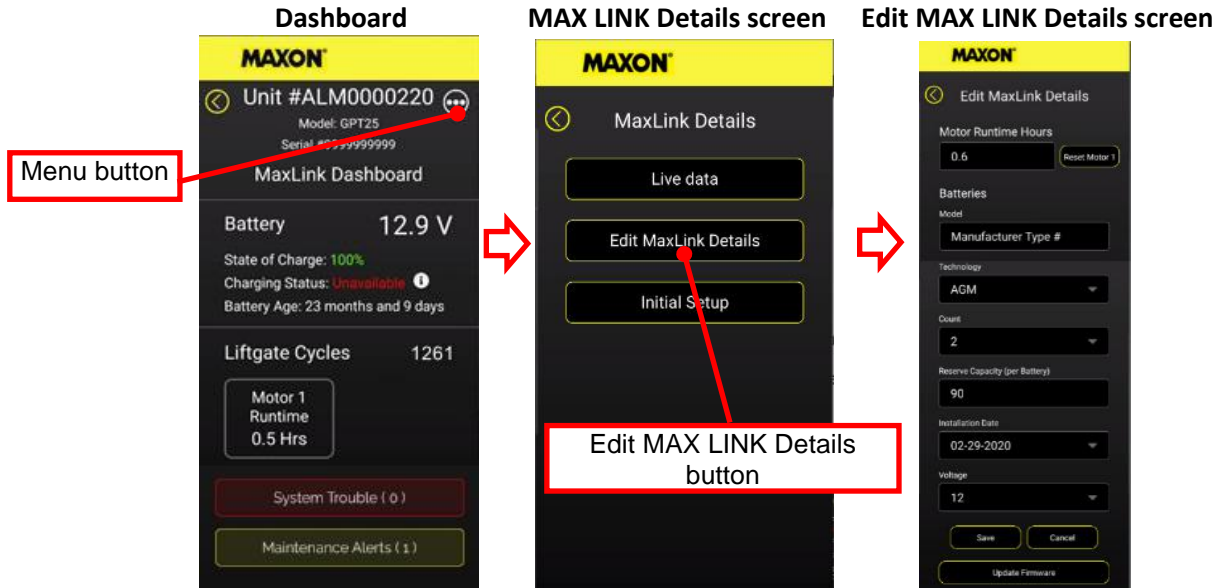 Dashboard
MAX LINK Details screen
Edit MAX LINK Details screen
MAXON
Unit #ALM0000220
Model: GPT25
Serial #9999999999
MaxLink Dashboard
Menu button
Battery 12.9 V
State of Charge: 100%
Charging Status: Unavailable i
Battery Age: 23 months and 9 days
Liftgate Cycles 1261
Motor 1
Runtime
0.5 Hrs
System Trouble ( 0 )
Maintenance Alerts ( 1 )
MAXON
MaxLink Details
Live data
Edit MaxLink Details
Initial Setup
Edit MAX LINK Details
button
MAXON
Edit MaxLink Details
Motor Runtime Hours
0.6 Reset Motor 1
Batteries
Model
Manufacturer Type #
Technology
AGM
Count
2
Reserve Capacity (per Battery)
90
Installation Date
02-29-2020
Voltage
12
Save Cancel
Update Firmware